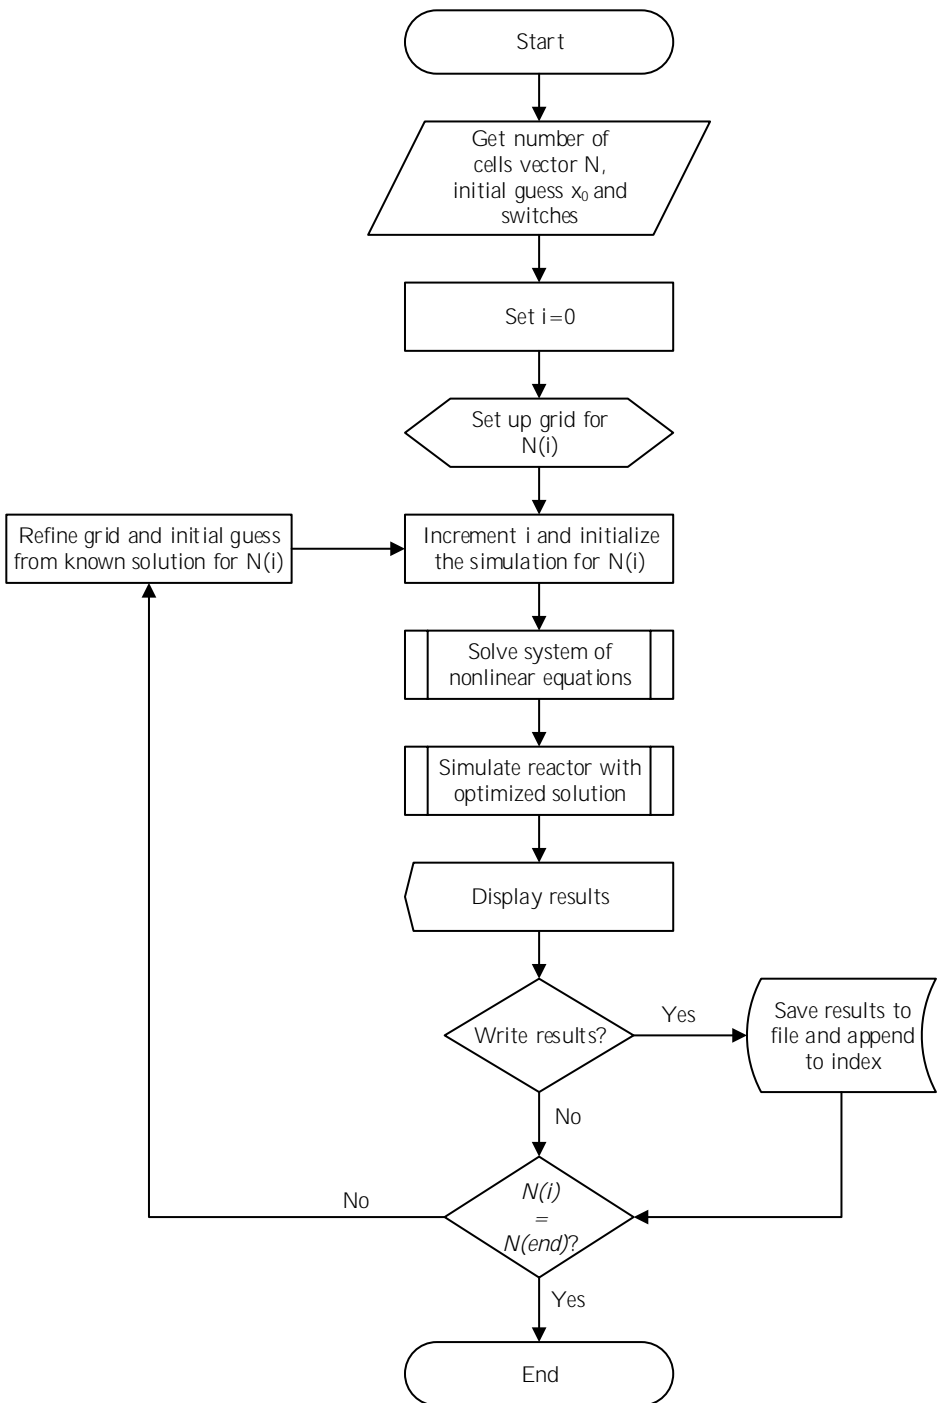 Start
Get number of
cells vector N,
initial guess x₀ and
switches
Set i=0
Set up grid for
N(i)
Refine grid and initial guess
from known solution for N(i)
Increment i and initialize
the simulation for N(i)
Solve system of
nonlinear equations
Simulate reactor with
optimized solution
Display results
Write results?
Yes
Save results to
file and append
to index
No
N(i)
=
N(end)?
No
Yes
End